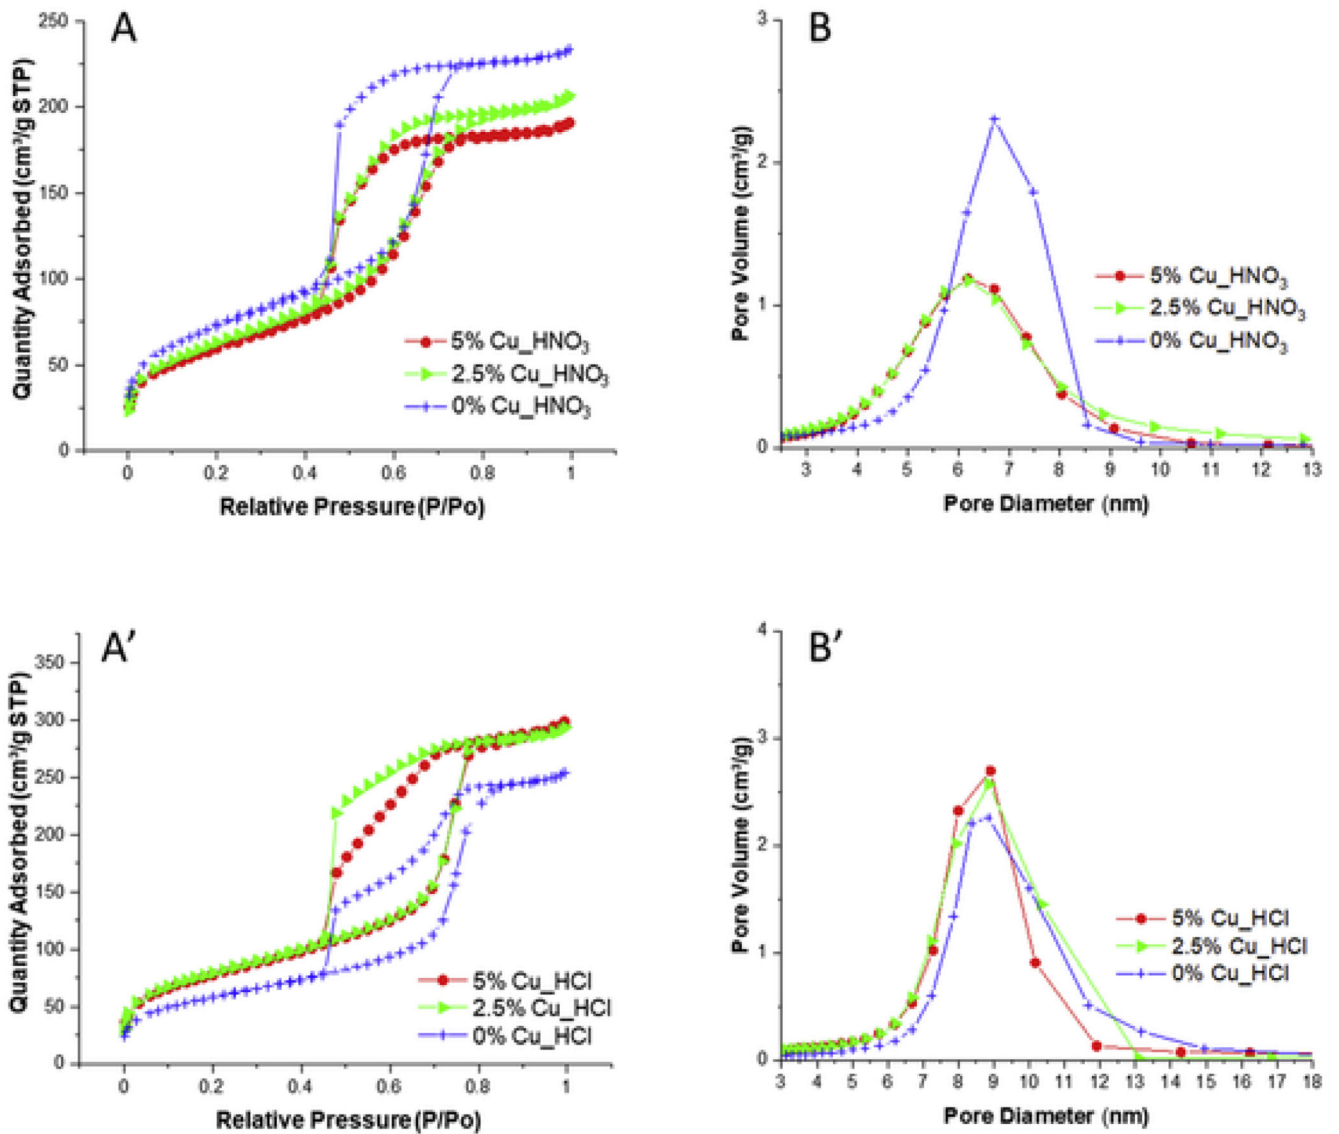 A
250
200
150
100
50
0
Quantity Adsorbed (cm³/g STP)
5% Cu_HNO₃
2.5% Cu_HNO₃
0% Cu_HNO₃
0 0.2 0.4 0.6 0.8 1
Relative Pressure (P/Po)
B
3
2
1
0
Pore Volume (cm³/g)
5% Cu_HNO₃
2.5% Cu_HNO₃
0% Cu_HNO₃
3 4 5 6 7 8 9 10 11 12 13
Pore Diameter (nm)
A′
350
300
250
200
150
100
50
0
Quantity Adsorbed (cm³/g STP)
5% Cu_HCl
2.5% Cu_HCl
0% Cu_HCl
0 0.2 0.4 0.6 0.8 1
Relative Pressure (P/Po)
B′
4
3
2
1
0
Pore Volume (cm³/g)
5% Cu_HCl
2.5% Cu_HCl
0% Cu_HCl
3 4 5 6 7 8 9 10 12 13 14 16 17 18
Pore Diameter (nm)